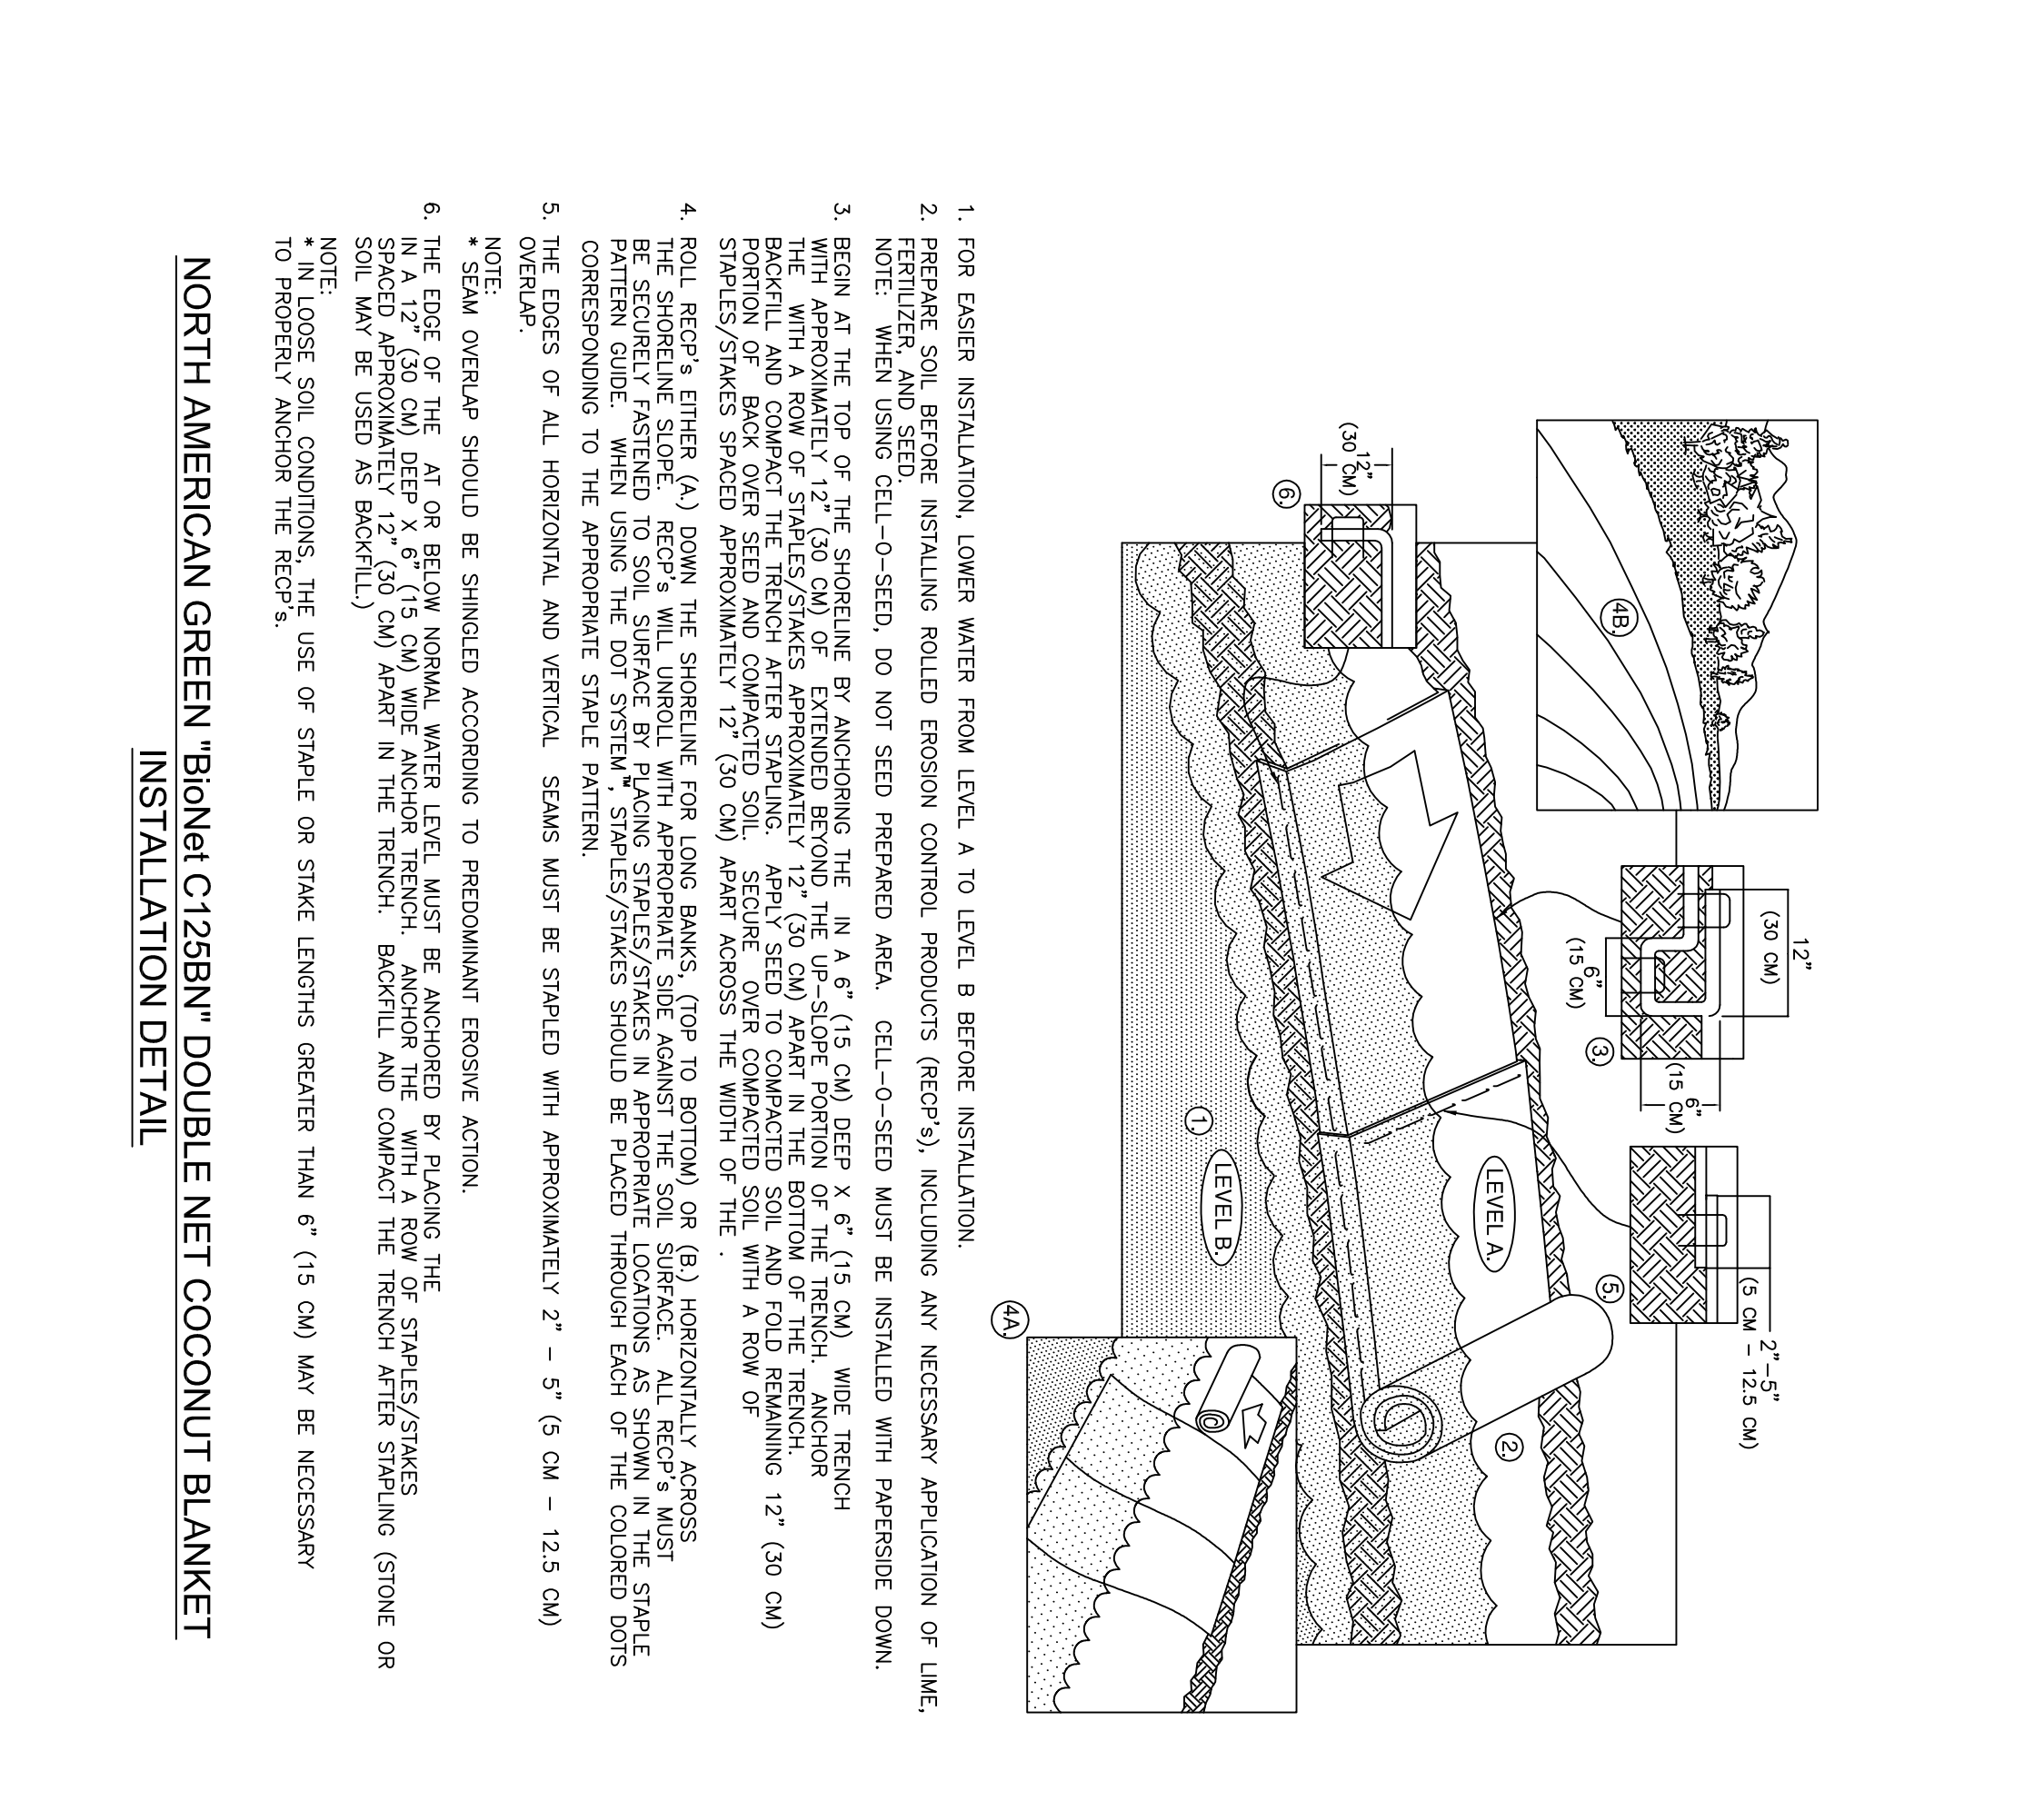 4B.
12"
(30 CM)
6.
12"
(30 CM)
6"
(15 CM)
3.
6"
(15 CM)
2"–5"
(5 CM – 12.5 CM)
5.
LEVEL A.
2.
1.
LEVEL B.
4A.
1. FOR EASIER INSTALLATION, LOWER WATER FROM LEVEL A TO LEVEL B BEFORE INSTALLATION.
2. PREPARE SOIL BEFORE INSTALLING ROLLED EROSION CONTROL PRODUCTS (RECP's), INCLUDING ANY NECESSARY APPLICATION OF LIME,
FERTILIZER, AND SEED.
NOTE: WHEN USING CELL–O–SEED, DO NOT SEED PREPARED AREA. CELL–O–SEED MUST BE INSTALLED WITH PAPERSIDE DOWN.
3. BEGIN AT THE TOP OF THE SHORELINE BY ANCHORING THE IN A 6" (15 CM) DEEP X 6" (15 CM) WIDE TRENCH
WITH APPROXIMATELY 12" (30 CM) OF EXTENDED BEYOND THE UP–SLOPE PORTION OF THE TRENCH. ANCHOR
THE WITH A ROW OF STAPLES/STAKES APPROXIMATELY 12" (30 CM) APART IN THE BOTTOM OF THE TRENCH.
BACKFILL AND COMPACT THE TRENCH AFTER STAPLING. APPLY SEED TO COMPACTED SOIL AND FOLD REMAINING 12" (30 CM)
PORTION OF BACK OVER SEED AND COMPACTED SOIL. SECURE OVER COMPACTED SOIL WITH A ROW OF
STAPLES/STAKES SPACED APPROXIMATELY 12" (30 CM) APART ACROSS THE WIDTH OF THE .
4. ROLL RECP's EITHER (A.) DOWN THE SHORELINE FOR LONG BANKS, (TOP TO BOTTOM) OR (B.) HORIZONTALLY ACROSS
THE SHORELINE SLOPE. RECP's WILL UNROLL WITH APPROPRIATE SIDE AGAINST THE SOIL SURFACE. ALL RECP's MUST
BE SECURELY FASTENED TO SOIL SURFACE BY PLACING STAPLES/STAKES IN APPROPRIATE LOCATIONS AS SHOWN IN THE STAPLE
PATTERN GUIDE. WHEN USING THE DOT SYSTEM™, STAPLES/STAKES SHOULD BE PLACED THROUGH EACH OF THE COLORED DOTS
CORRESPONDING TO THE APPROPRIATE STAPLE PATTERN.
5. THE EDGES OF ALL HORIZONTAL AND VERTICAL SEAMS MUST BE STAPLED WITH APPROXIMATELY 2" – 5" (5 CM – 12.5 CM)
OVERLAP.
NOTE:
* SEAM OVERLAP SHOULD BE SHINGLED ACCORDING TO PREDOMINANT EROSIVE ACTION.
6. THE EDGE OF THE AT OR BELOW NORMAL WATER LEVEL MUST BE ANCHORED BY PLACING THE
IN A 12" (30 CM) DEEP X 6" (15 CM) WIDE ANCHOR TRENCH. ANCHOR THE WITH A ROW OF STAPLES/STAKES
SPACED APPROXIMATELY 12" (30 CM) APART IN THE TRENCH. BACKFILL AND COMPACT THE TRENCH AFTER STAPLING (STONE OR
SOIL MAY BE USED AS BACKFILL.)
NOTE:
* IN LOOSE SOIL CONDITIONS, THE USE OF STAPLE OR STAKE LENGTHS GREATER THAN 6" (15 CM) MAY BE NECESSARY
TO PROPERLY ANCHOR THE RECP's.
NORTH AMERICAN GREEN "BioNet C125BN" DOUBLE NET COCONUT BLANKET
INSTALLATION DETAIL